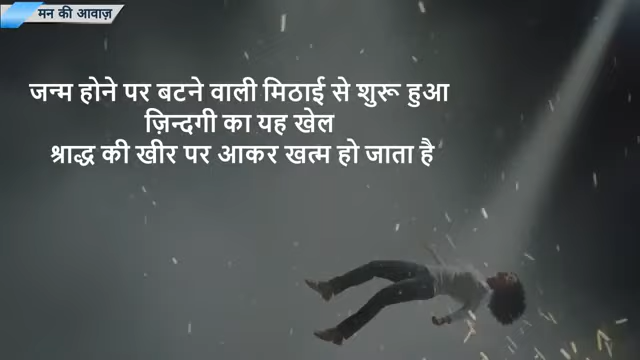 मन की आवाज़
जन्म होने पर बटने वाली मिठाई से शुरू हुआ
ज़िन्दगी का यह खेल
श्राद्ध की खीर पर आकर खत्म हो जाता है